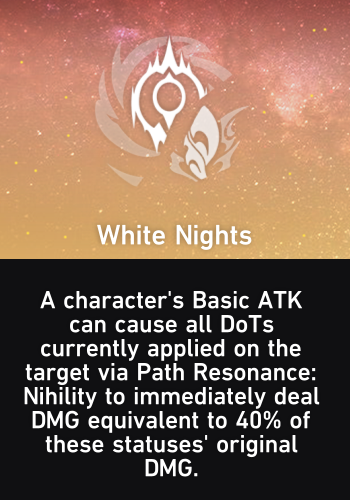 White Nights
A character's Basic ATK
can cause all DoTs
currently applied on the
target via Path Resonance:
Nihility to immediately deal
DMG equivalent to 40% of
these statuses' original
DMG.